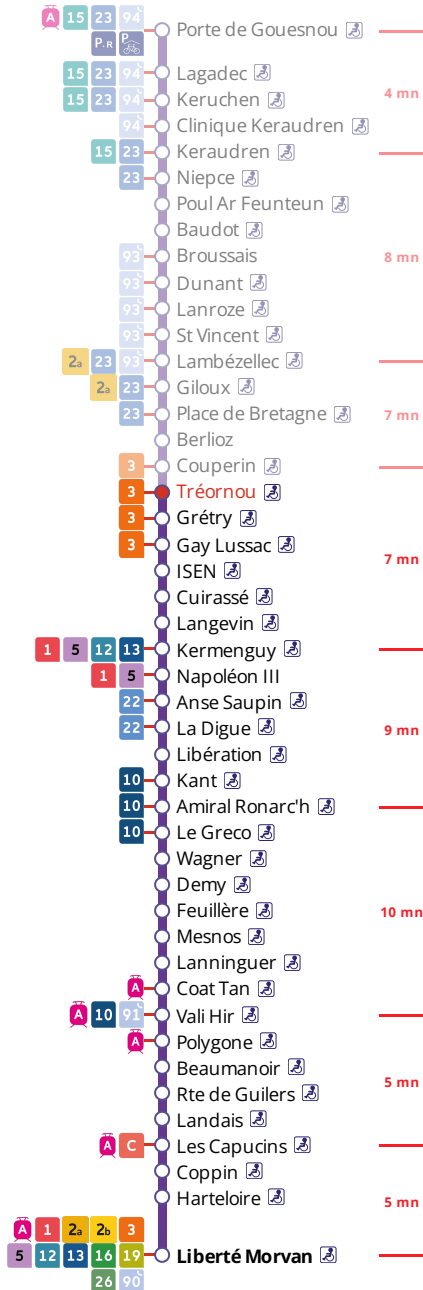 A 15 23 94 Porte de Gouesnou
P+R P
15 23 94 Lagadec
4 mn
15 23 94 Keruchen
94 Clinique Keraudren
15 23 Keraudren
23 Niepce
Poul Ar Feunteun
Baudot
93 Broussais
8 mn
93 Dunant
93 Lanroze
93 St Vincent
2a 23 93 Lambézellec
2a 23 Giloux
23 Place de Bretagne
7 mn
Berlioz
3 Couperin
3 Tréornou
3 Grétry
3 Gay Lussac
7 mn
ISEN
Cuirassé
Langevin
1 5 12 13 Kermenguy
1 5 Napoléon III
22 Anse Saupin
22 La Digue
9 mn
Libération
10 Kant
10 Amiral Ronarc'h
10 Le Greco
Wagner
Demy
Feuillère
10 mn
Mesnos
Lanninguer
A Coat Tan
A 10 91 Vali Hir
A Polygone
Beaumanoir
5 mn
Rte de Guilers
Landais
A C Les Capucins
Coppin
Harteloire
5 mn
A 1 2a 2b 3
5 12 13 16 19 Liberté Morvan
26 90